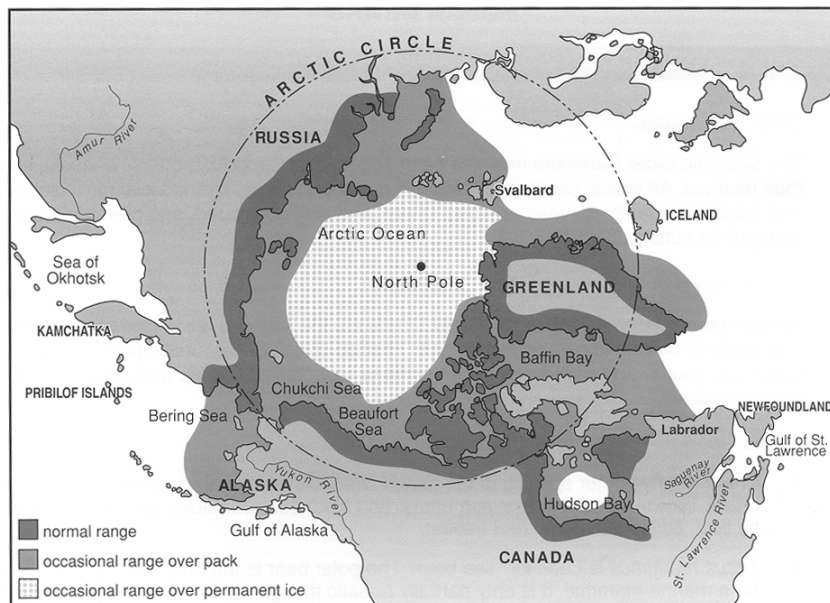 ARCTIC CIRCLE
RUSSIA
Amur
River
Svalbard
ICELAND
Arctic Ocean
Sea of
Okhotsk
North Pole
GREENLAND
KAMCHATKA
Baffin Bay
PRIBILOF ISLANDS
Chukchi Sea
Bering Sea
Beaufort
Sea
NEWFOUNDLAND
Labrador
Gulf of St.
Lawrence
Saguenay
River
ALASKA
Yukon River
Hudson Bay
St. Lawrence River
Gulf of Alaska
CANADA
normal range
occasional range over pack
occasional range over permanent ice